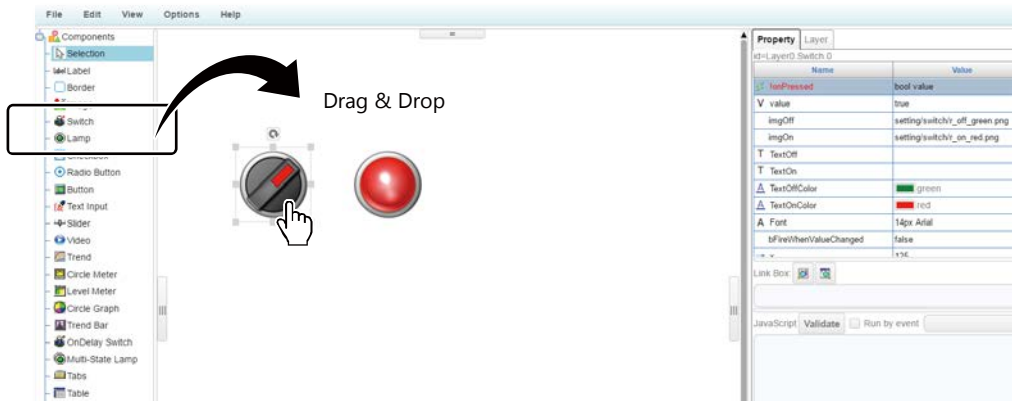 File Edit View Options Help
Components
Selection
Label
Border
Switch
Lamp
Radio Button
Button
Text Input
Slider
Video
Trend
Circle Meter
Level Meter
Circle Graph
Trend Bar
OnDelay Switch
Multi-State Lamp
Tabs
Table
Drag & Drop
Property Layer
id=Layer0.Switch.0
Name Value
!onPressed bool value
value true
imgOff setting/switch/r_off_green.png
imgOn setting/switch/r_on_red.png
TextOff
TextOn
TextOffColor green
TextOnColor red
Font 14px Arial
bFireWhenValueChanged false
Link Box:
JavaScript Validate Run by event